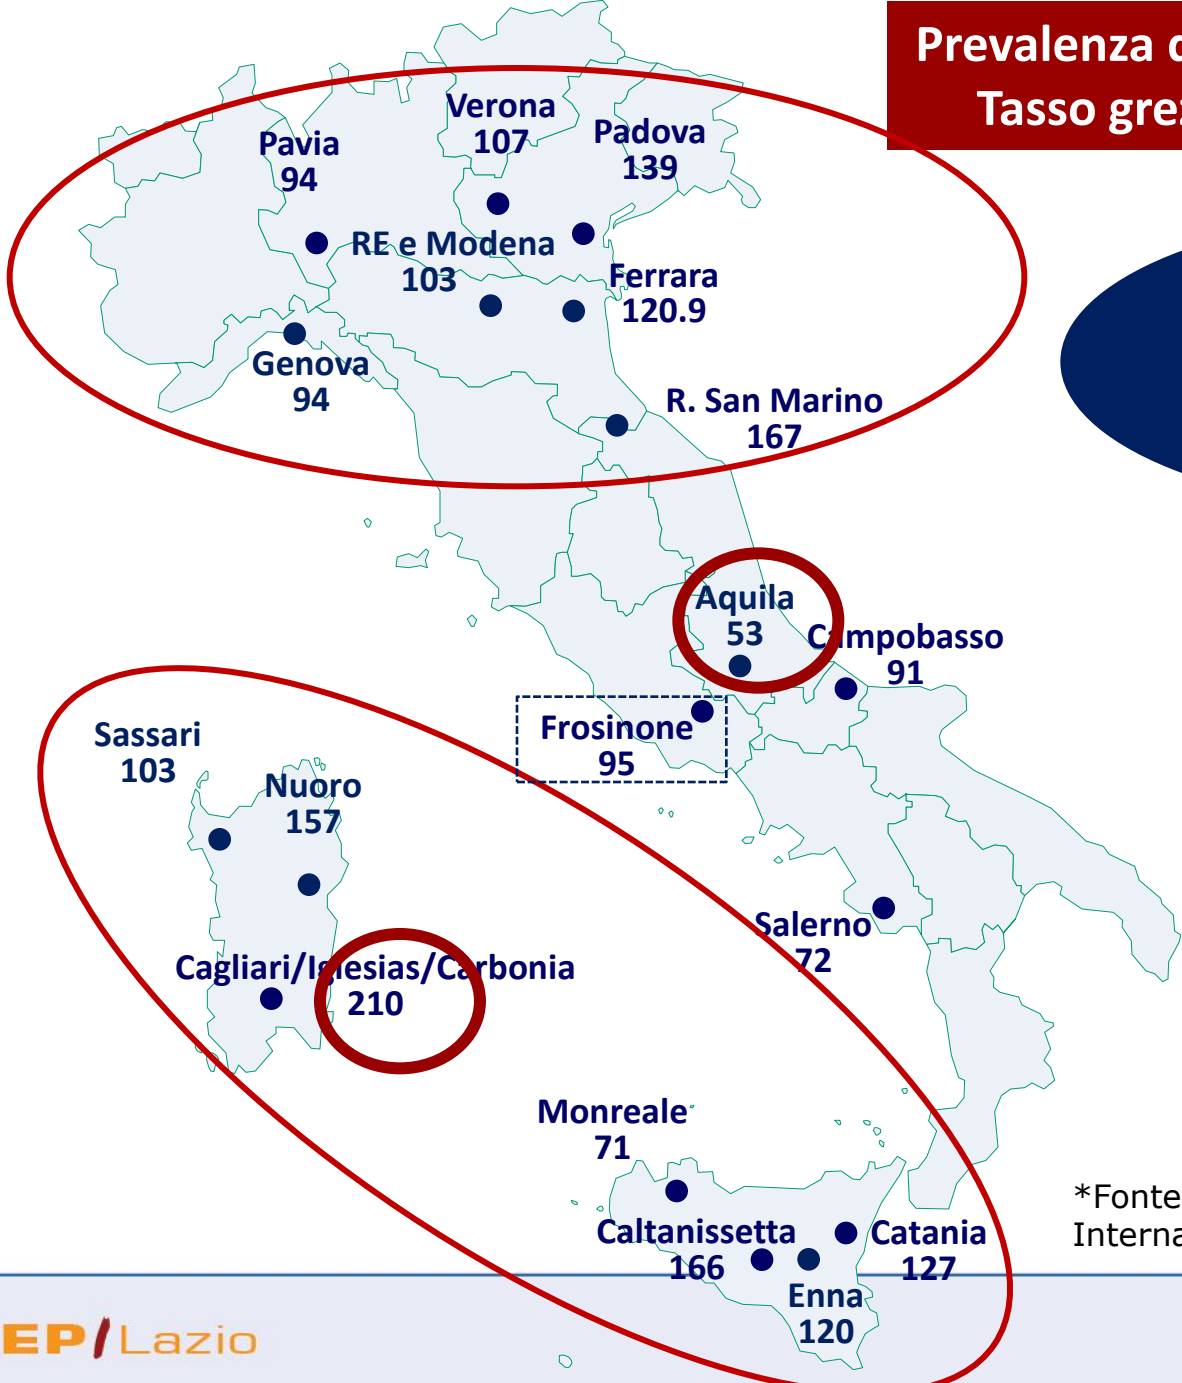 Prevalenza
Tasso
Verona
107
Padova
139
Pavia
94
RE e Modena
103
Ferrara
120.9
Genova
94
R. San Marino
167
Aquila
53
Campobasso
91
Frosinone
95
Sassari
103
Nuoro
157
Salerno
72
Cagliari/Iglesias/Carbonia
210
Monreale
71
Caltanissetta
166
Catania
127
Enna
120
*Fonte
EP/Lazio